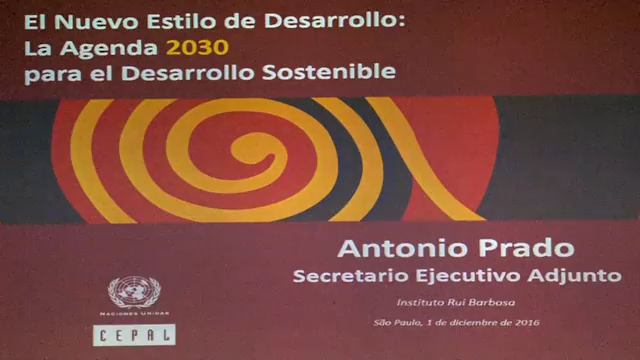 El Nuevo Estilo de Desarrollo:
La Agenda 2030
para el Desarrollo Sostenible
Antonio Prado
Secretario Ejecutivo Adjunto
Instituto Rui Barbosa
São Paulo, 1 de diciembre de 2016
NACIONES UNIDAS
CEPAL